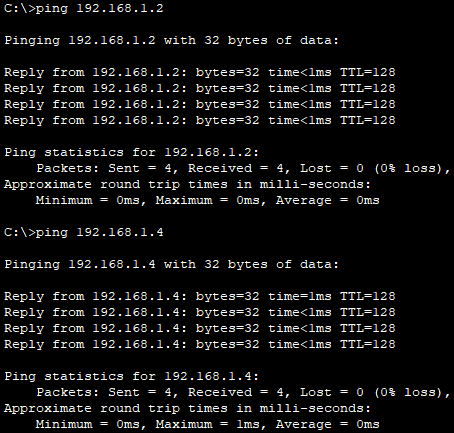 C:\>ping 192.168.1.2
Pinging 192.168.1.2 with 32 bytes of data:
Reply from 192.168.1.2: bytes=32 time<1ms TTL=128
Reply from 192.168.1.2: bytes=32 time<1ms TTL=128
Reply from 192.168.1.2: bytes=32 time<1ms TTL=128
Reply from 192.168.1.2: bytes=32 time<1ms TTL=128
Ping statistics for 192.168.1.2:
    Packets: Sent = 4, Received = 4, Lost = 0 (0% loss),
Approximate round trip times in milli-seconds:
    Minimum = 0ms, Maximum = 0ms, Average = 0ms
C:\>ping 192.168.1.4
Pinging 192.168.1.4 with 32 bytes of data:
Reply from 192.168.1.4: bytes=32 time=1ms TTL=128
Reply from 192.168.1.4: bytes=32 time<1ms TTL=128
Reply from 192.168.1.4: bytes=32 time<1ms TTL=128
Reply from 192.168.1.4: bytes=32 time<1ms TTL=128
Ping statistics for 192.168.1.4:
    Packets: Sent = 4, Received = 4, Lost = 0 (0% loss),
Approximate round trip times in milli-seconds:
    Minimum = 0ms, Maximum = 1ms, Average = 0ms